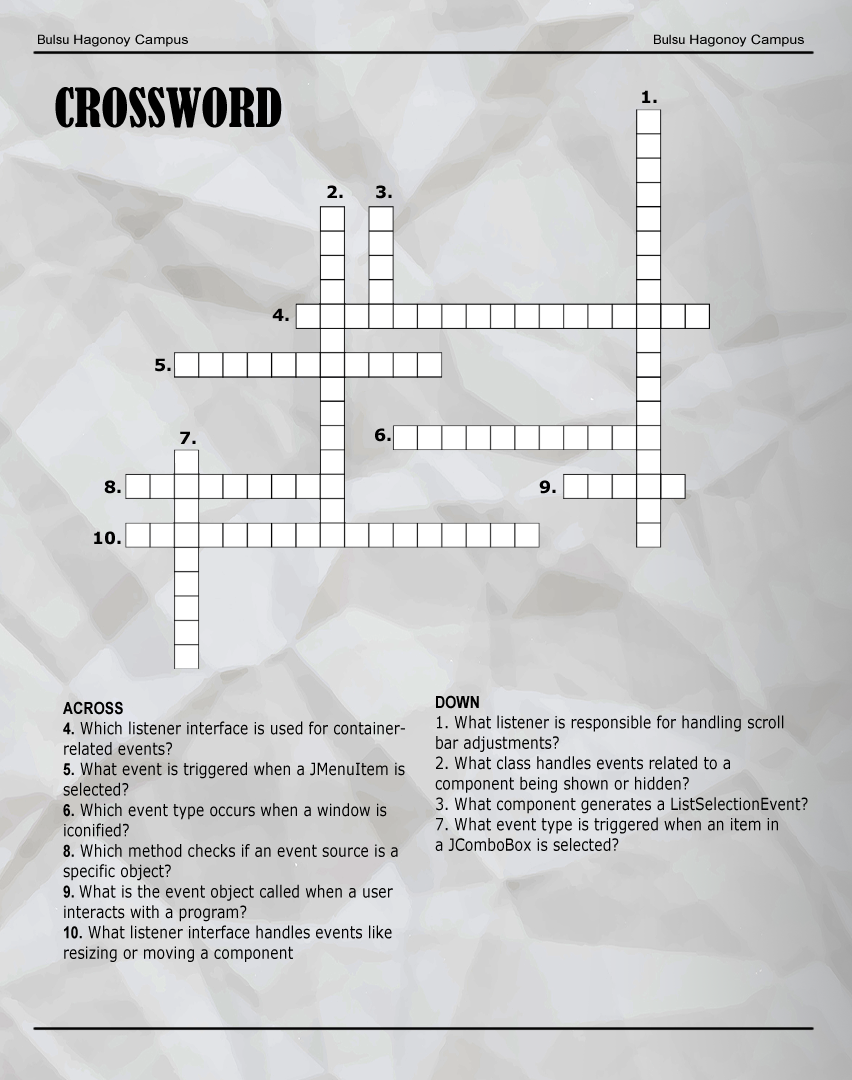 Bulsu Hagonoy Campus
Bulsu Hagonoy Campus
CROSSWORD
1.
2.
3.
4.
5.
6.
7.
8.
9.
10.
ACROSS
4. Which listener interface is used for container-
related events?
5. What event is triggered when a JMenuItem is
selected?
6. Which event type occurs when a window is
iconified?
8. Which method checks if an event source is a
specific object?
9. What is the event object called when a user
interacts with a program?
10. What listener interface handles events like
resizing or moving a component
DOWN
1. What listener is responsible for handling scroll
bar adjustments?
2. What class handles events related to a
component being shown or hidden?
3. What component generates a ListSelectionEvent?
7. What event type is triggered when an item in
a JComboBox is selected?